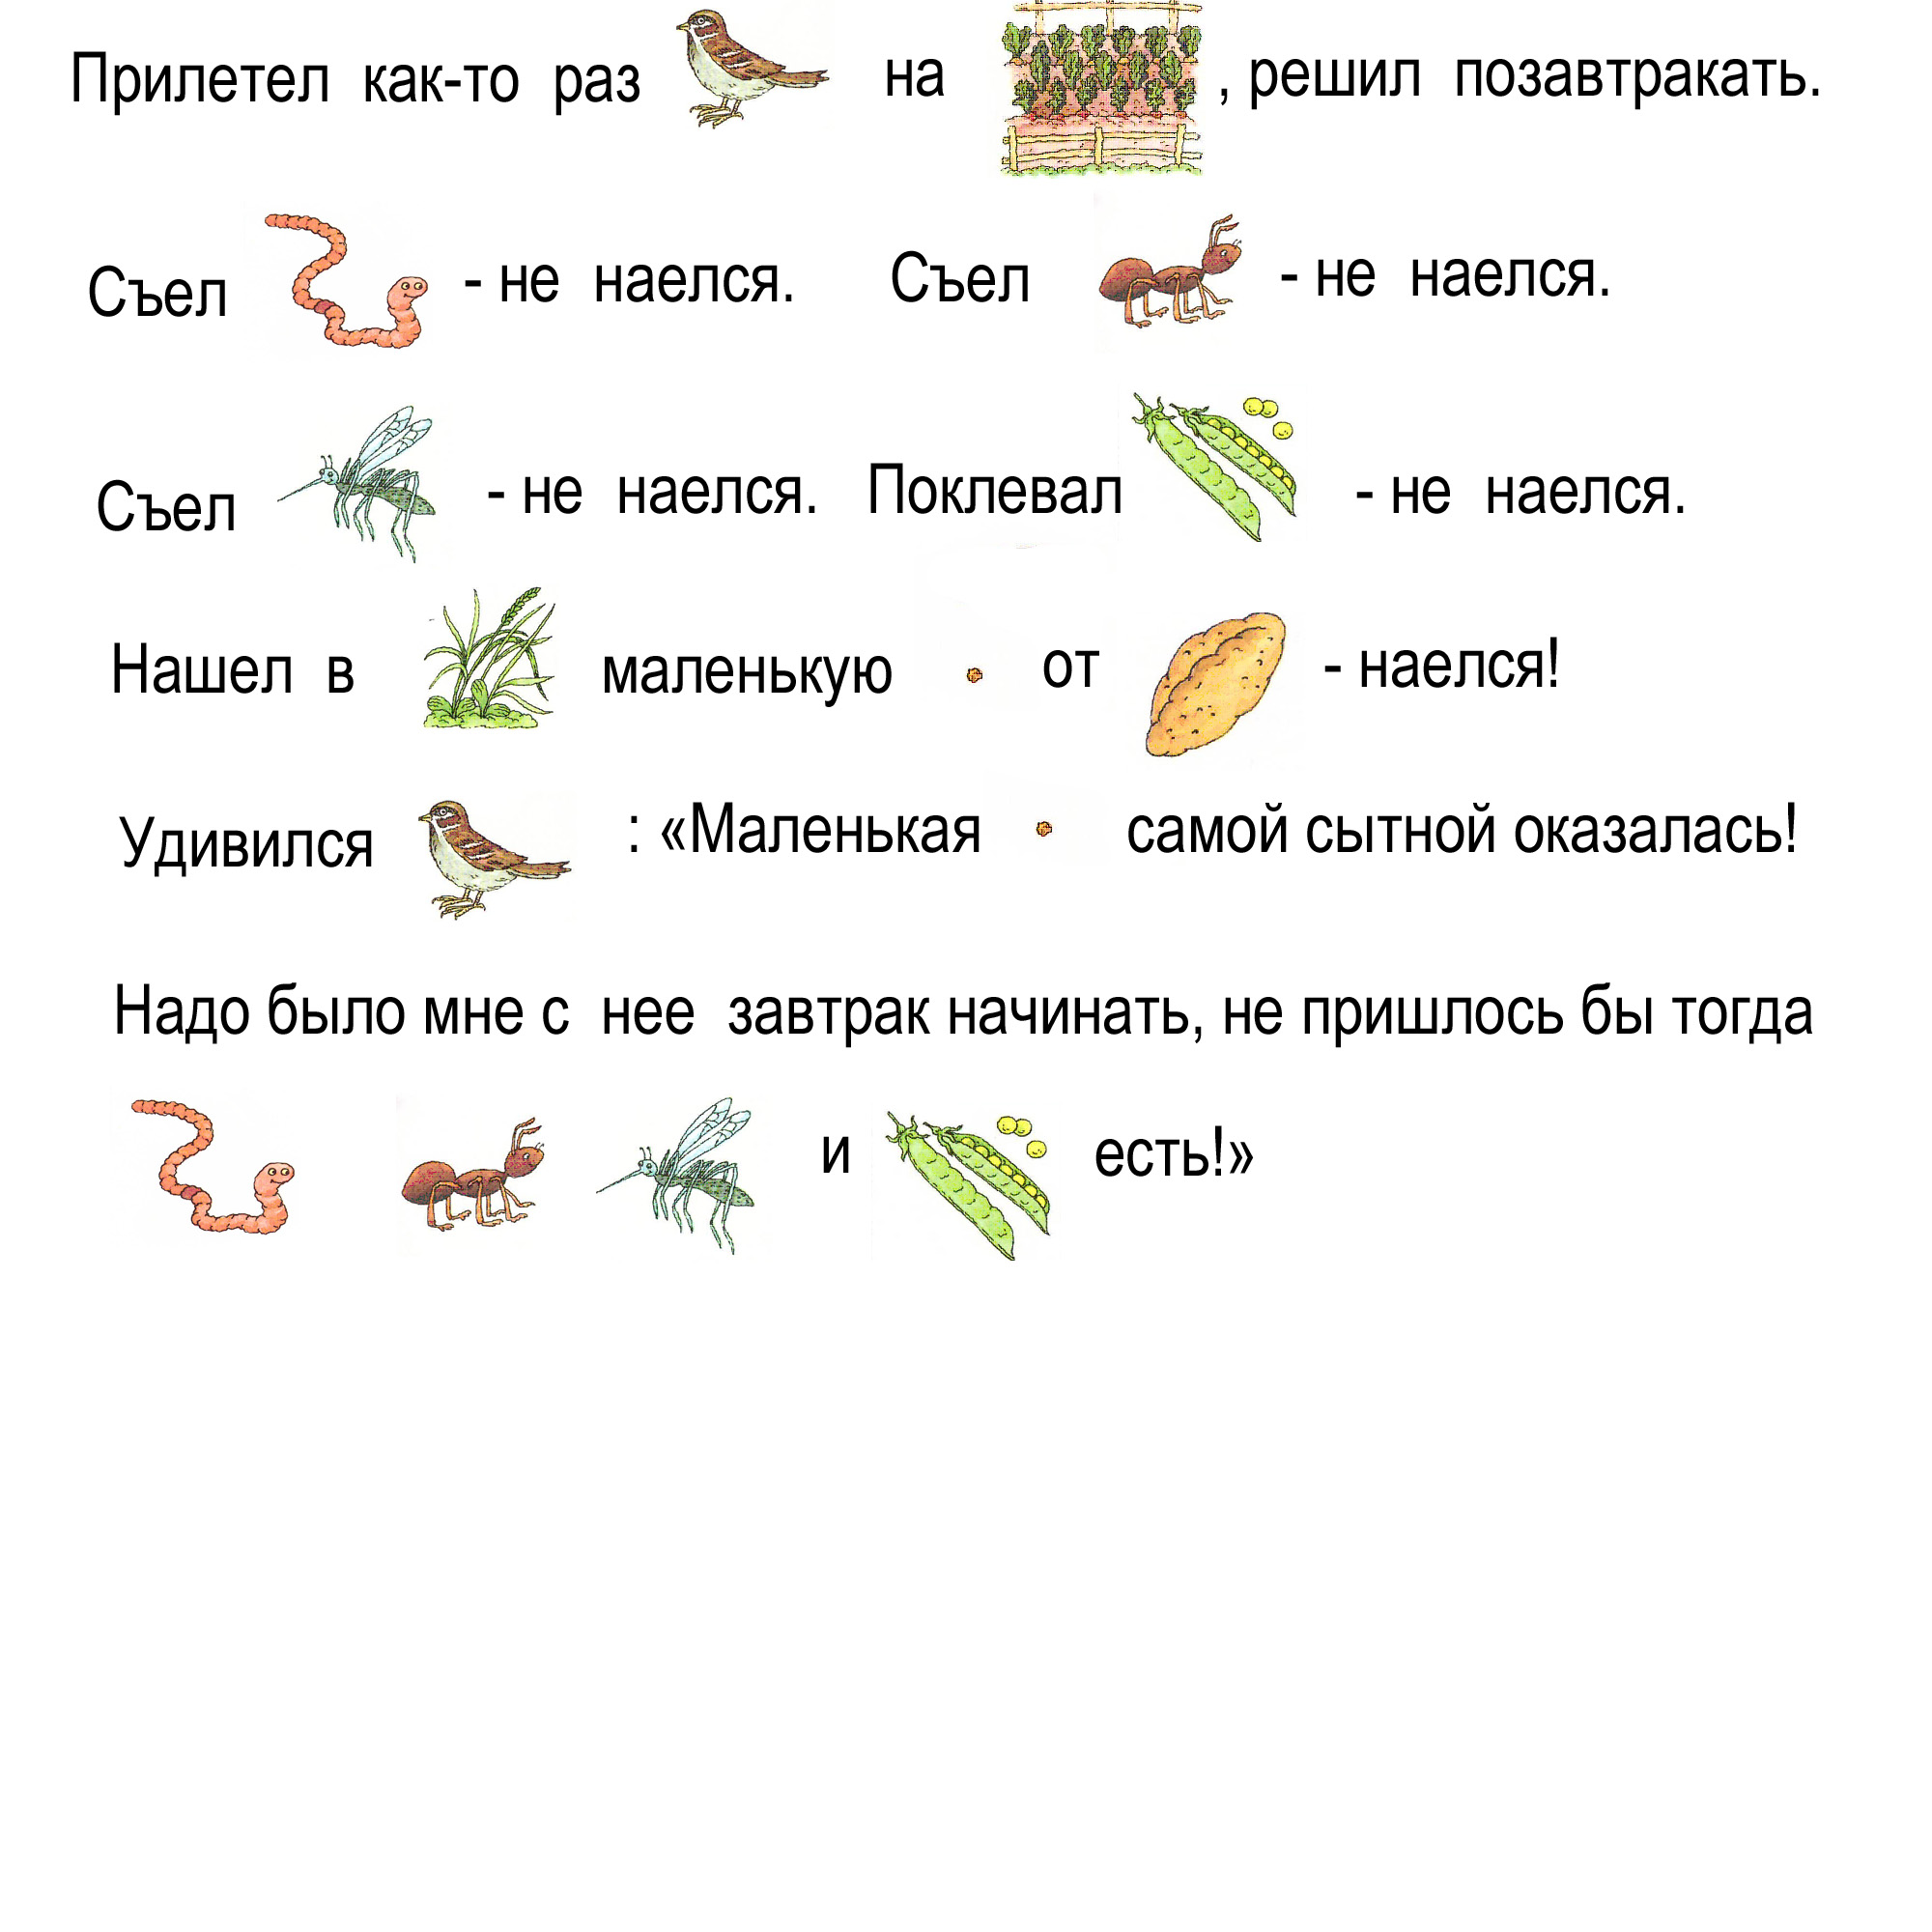 Прилетел как-то раз на , решил позавтракать.
Съел - не наелся. Съел - не наелся.
Съел - не наелся. Поклевал - не наелся.
Нашел в маленькую от - наелся!
Удивился : «Маленькая самой сытной оказалась!
Надо было мне с нее завтрак начинать, не пришлось бы тогда
и есть!»